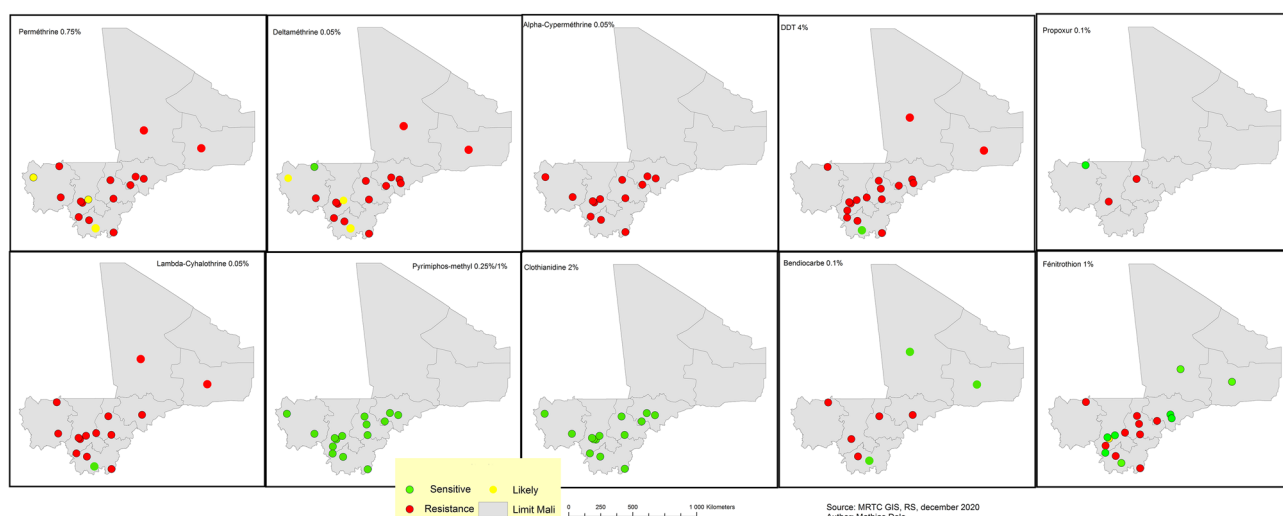 Perméthrine 0.75%
Deltaméthrine 0.05%
Alpha-Cyperméthrine 0.05%
DDT 4%
Propoxur 0.1%
Lambda-Cyhalothrine 0.05%
Pyrimiphos-methyl 0.25%/1%
Clothianidine 2%
Bendiocarbe 0.1%
Fénitrothion 1%
Sensitive
Likely
Resistance
Limit Mali
0 250 500 1 000 Kilometers
Source: MRTC GIS, RS, december 2020